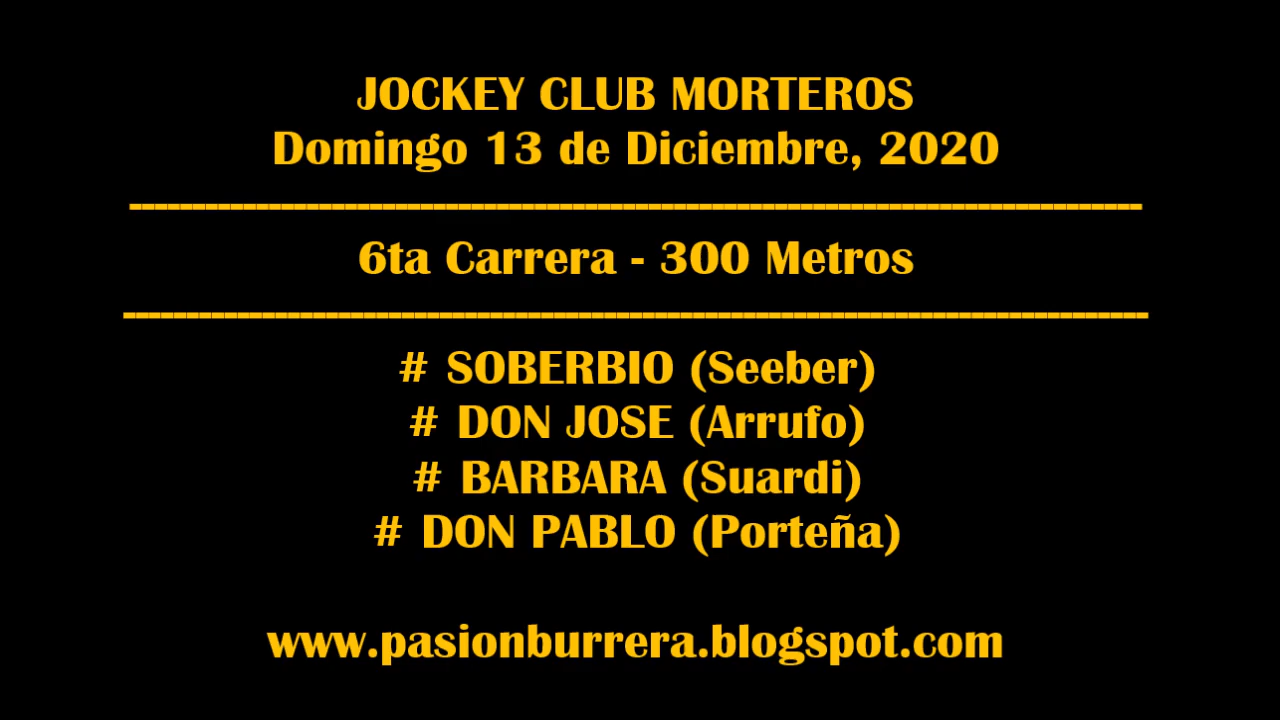 JOCKEY CLUB MORTEROS
Domingo 13 de Diciembre, 2020
--------------------------------------------------------------------------------
6ta Carrera - 300 Metros
---------------------------------------------------------------------------------
# SOBERBIO (Seeber)
# DON JOSE (Arrufo)
# BARBARA (Suardi)
# DON PABLO (Porteña)
www.pasionburrera.blogspot.com